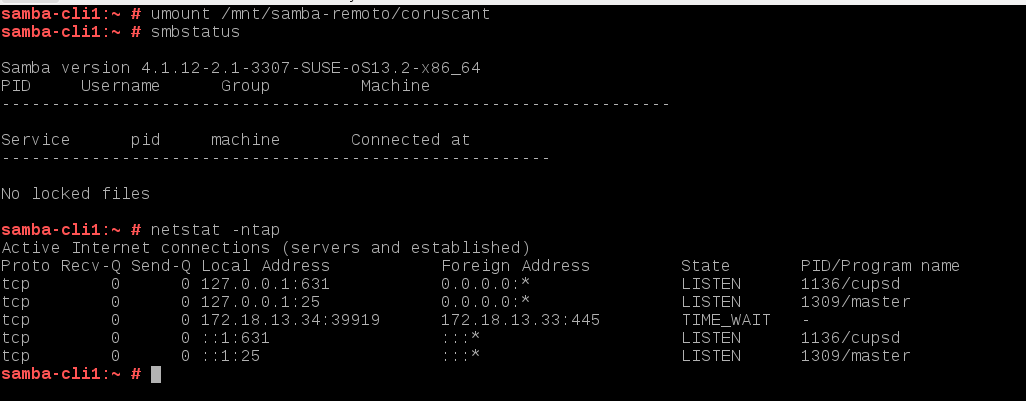 samba-cli1:~ # umount /mnt/samba-remoto/coruscant
samba-cli1:~ # smbstatus
Samba version 4.1.12-2.1-3307-SUSE-oS13.2-x86_64
PID     Username      Group         Machine
-------------------------------------------------------------------
Service      pid     machine       Connected at
-------------------------------------------------------
No locked files
samba-cli1:~ # netstat -ntap
Active Internet connections (servers and established)
Proto Recv-Q Send-Q Local Address           Foreign Address         State       PID/Program name
tcp        0      0 127.0.0.1:631           0.0.0.0:*               LISTEN      1136/cupsd
tcp        0      0 127.0.0.1:25            0.0.0.0:*               LISTEN      1309/master
tcp        0      0 172.18.13.34:39919      172.18.13.33:445        TIME_WAIT   -
tcp        0      0 ::1:631                 :::*                    LISTEN      1136/cupsd
tcp        0      0 ::1:25                  :::*                    LISTEN      1309/master
samba-cli1:~ #